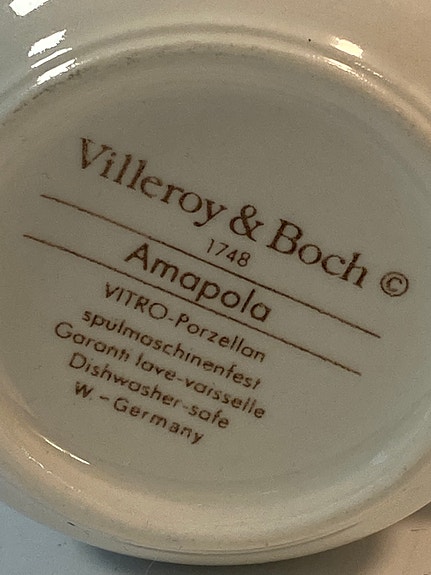 Villeroy & Boch ©
1748
Amapola
VITRO-Porzellan
spulmaschinenfest
Garanti lave-vaisselle
Dishwasher-safe
W - Germany